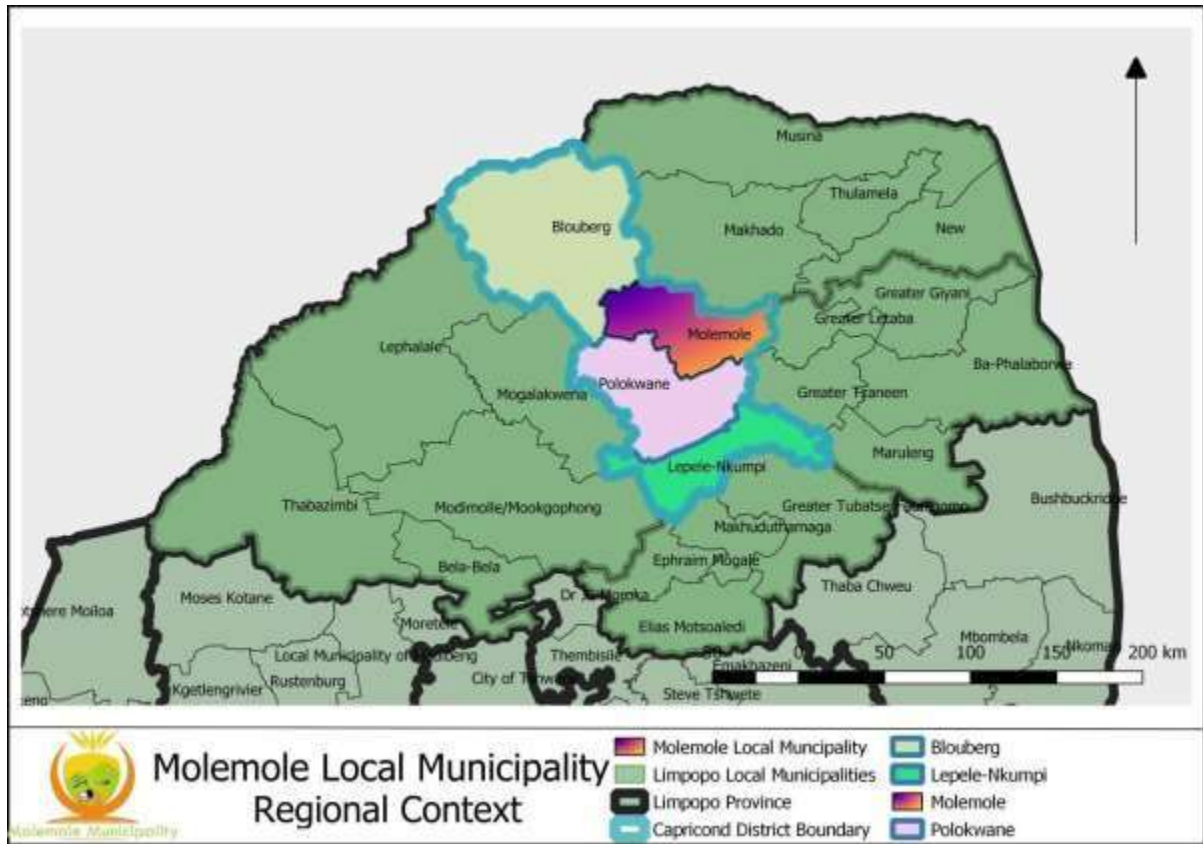 Musina
Thulamela
Blouberg
Makhado
New
Greater Giyani
Greater Letaba
Molemole
Lephalale
Ba-Phalaborwa
Polokwane
Mogalakwena
Greater Tzaneen
Maruleng
Lepele-Nkumpi
Bushbuckridge
Thabazimbi
Modimolle/Mookgophong
Greater Tubatse
Makhuduthamaga
Ephraim Mogale
Bela-Bela
Thaba Chweu
Moses Kotane
Moiloa
Moretele
Elias Motsoaledi
Mbombela
Local Municipality of
Thembisile
Rustenburg
City of
Emakhazeni
Kgetlengrivier
Steve Tshwete
50 100 150 200 km
Molemole Local Municipality
Regional Context
Molemole Municipality
Molemole Local Muncipality
Limpopo Local Municipalities
Limpopo Province
Capricond District Boundary
Blouberg
Lepele-Nkumpi
Molemole
Polokwane